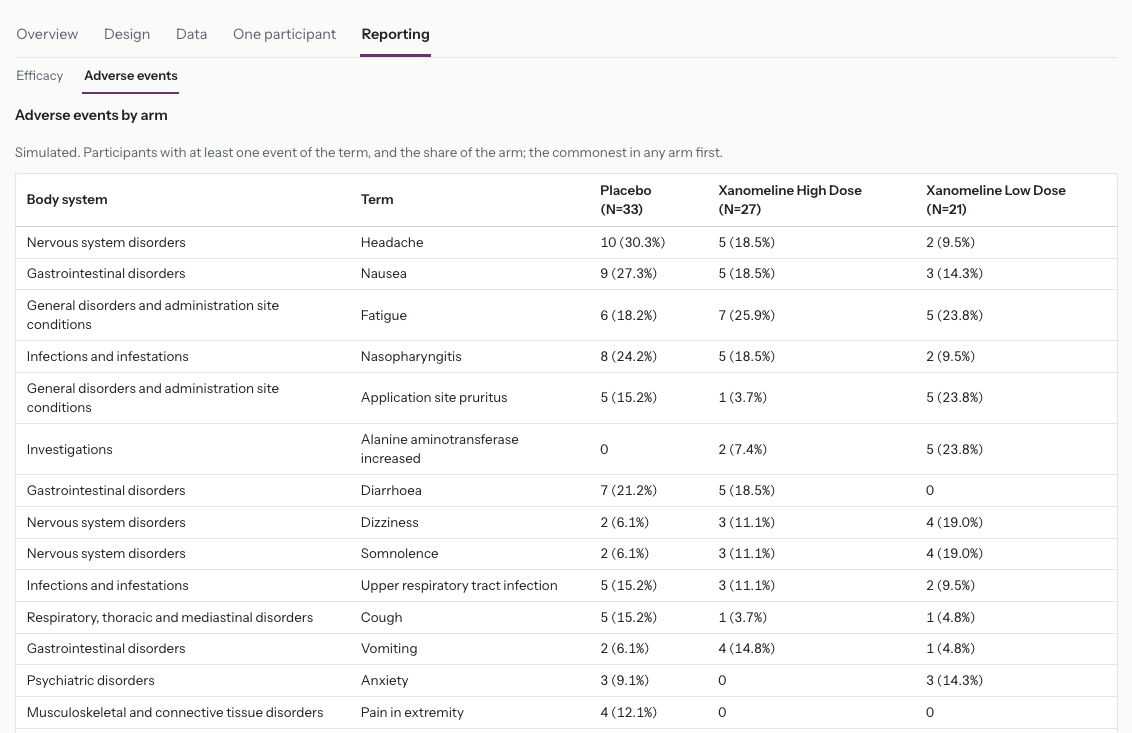 Overview Design Data One participant Reporting
Efficacy Adverse events
Adverse events by arm
Simulated. Participants with at least one event of the term, and the share of the arm; the commonest in any arm first.
Body system Term Placebo (N=33) Xanomeline High Dose (N=27) Xanomeline Low Dose (N=21)
Nervous system disorders Headache 10 (30.3%) 5 (18.5%) 2 (9.5%)
Gastrointestinal disorders Nausea 9 (27.3%) 5 (18.5%) 3 (14.3%)
General disorders and administration site conditions Fatigue 6 (18.2%) 7 (25.9%) 5 (23.8%)
Infections and infestations Nasopharyngitis 8 (24.2%) 5 (18.5%) 2 (9.5%)
General disorders and administration site conditions Application site pruritus 5 (15.2%) 1 (3.7%) 5 (23.8%)
Investigations Alanine aminotransferase increased 0 2 (7.4%) 5 (23.8%)
Gastrointestinal disorders Diarrhoea 7 (21.2%) 5 (18.5%) 0
Nervous system disorders Dizziness 2 (6.1%) 3 (11.1%) 4 (19.0%)
Nervous system disorders Somnolence 2 (6.1%) 3 (11.1%) 4 (19.0%)
Infections and infestations Upper respiratory tract infection 5 (15.2%) 3 (11.1%) 2 (9.5%)
Respiratory, thoracic and mediastinal disorders Cough 5 (15.2%) 1 (3.7%) 1 (4.8%)
Gastrointestinal disorders Vomiting 2 (6.1%) 4 (14.8%) 1 (4.8%)
Psychiatric disorders Anxiety 3 (9.1%) 0 3 (14.3%)
Musculoskeletal and connective tissue disorders Pain in extremity 4 (12.1%) 0 0